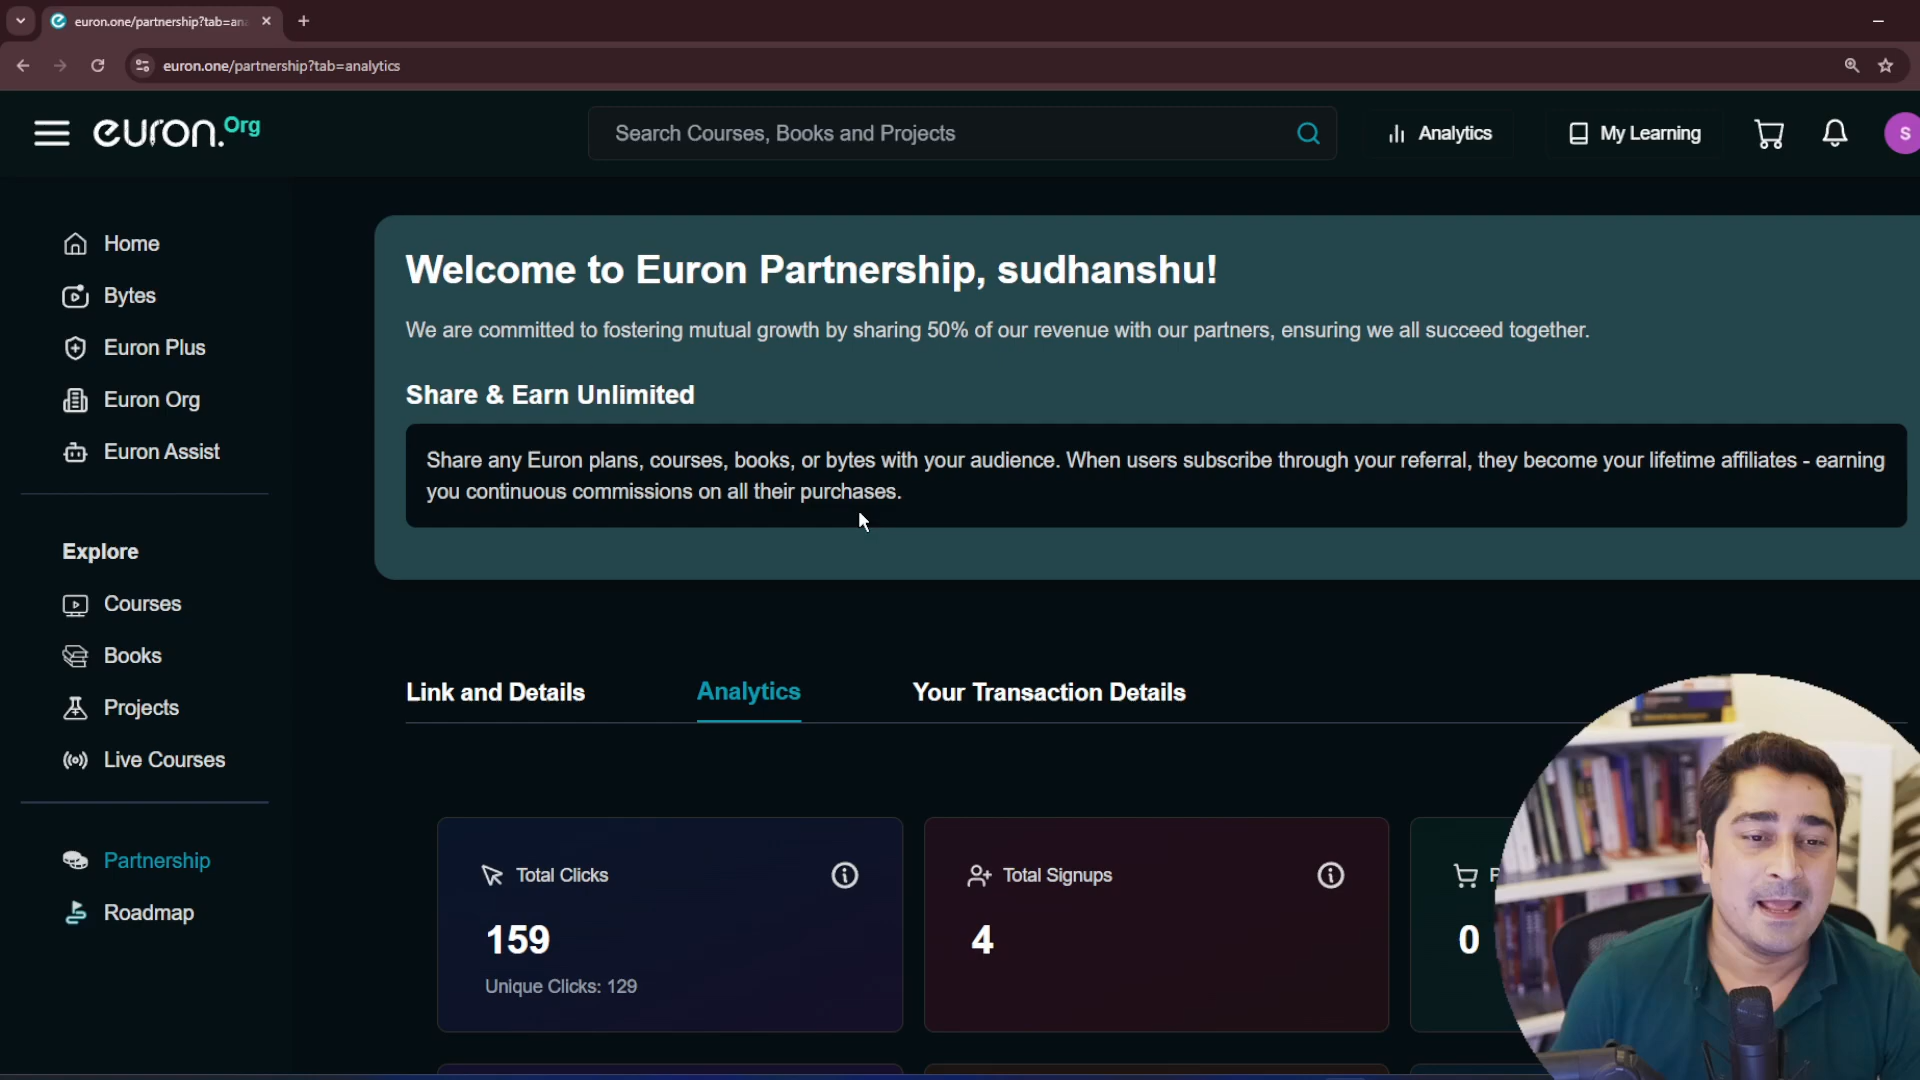 euron.one/partnership?tab=an
euron.one/partnership?tab=analytics
euron.Org
Search Courses, Books and Projects
Analytics
My Learning
S
Home
Bytes
Euron Plus
Euron Org
Euron Assist
Explore
Courses
Books
Projects
Live Courses
Partnership
Roadmap
Welcome to Euron Partnership, sudhanshu!
We are committed to fostering mutual growth by sharing 50% of our revenue with our partners, ensuring we all succeed together.
Share & Earn Unlimited
Share any Euron plans, courses, books, or bytes with your audience. When users subscribe through your referral, they become your lifetime affiliates - earning
you continuous commissions on all their purchases.
Link and Details
Analytics
Your Transaction Details
Total Clicks
159
Unique Clicks: 129
Total Signups
4
0